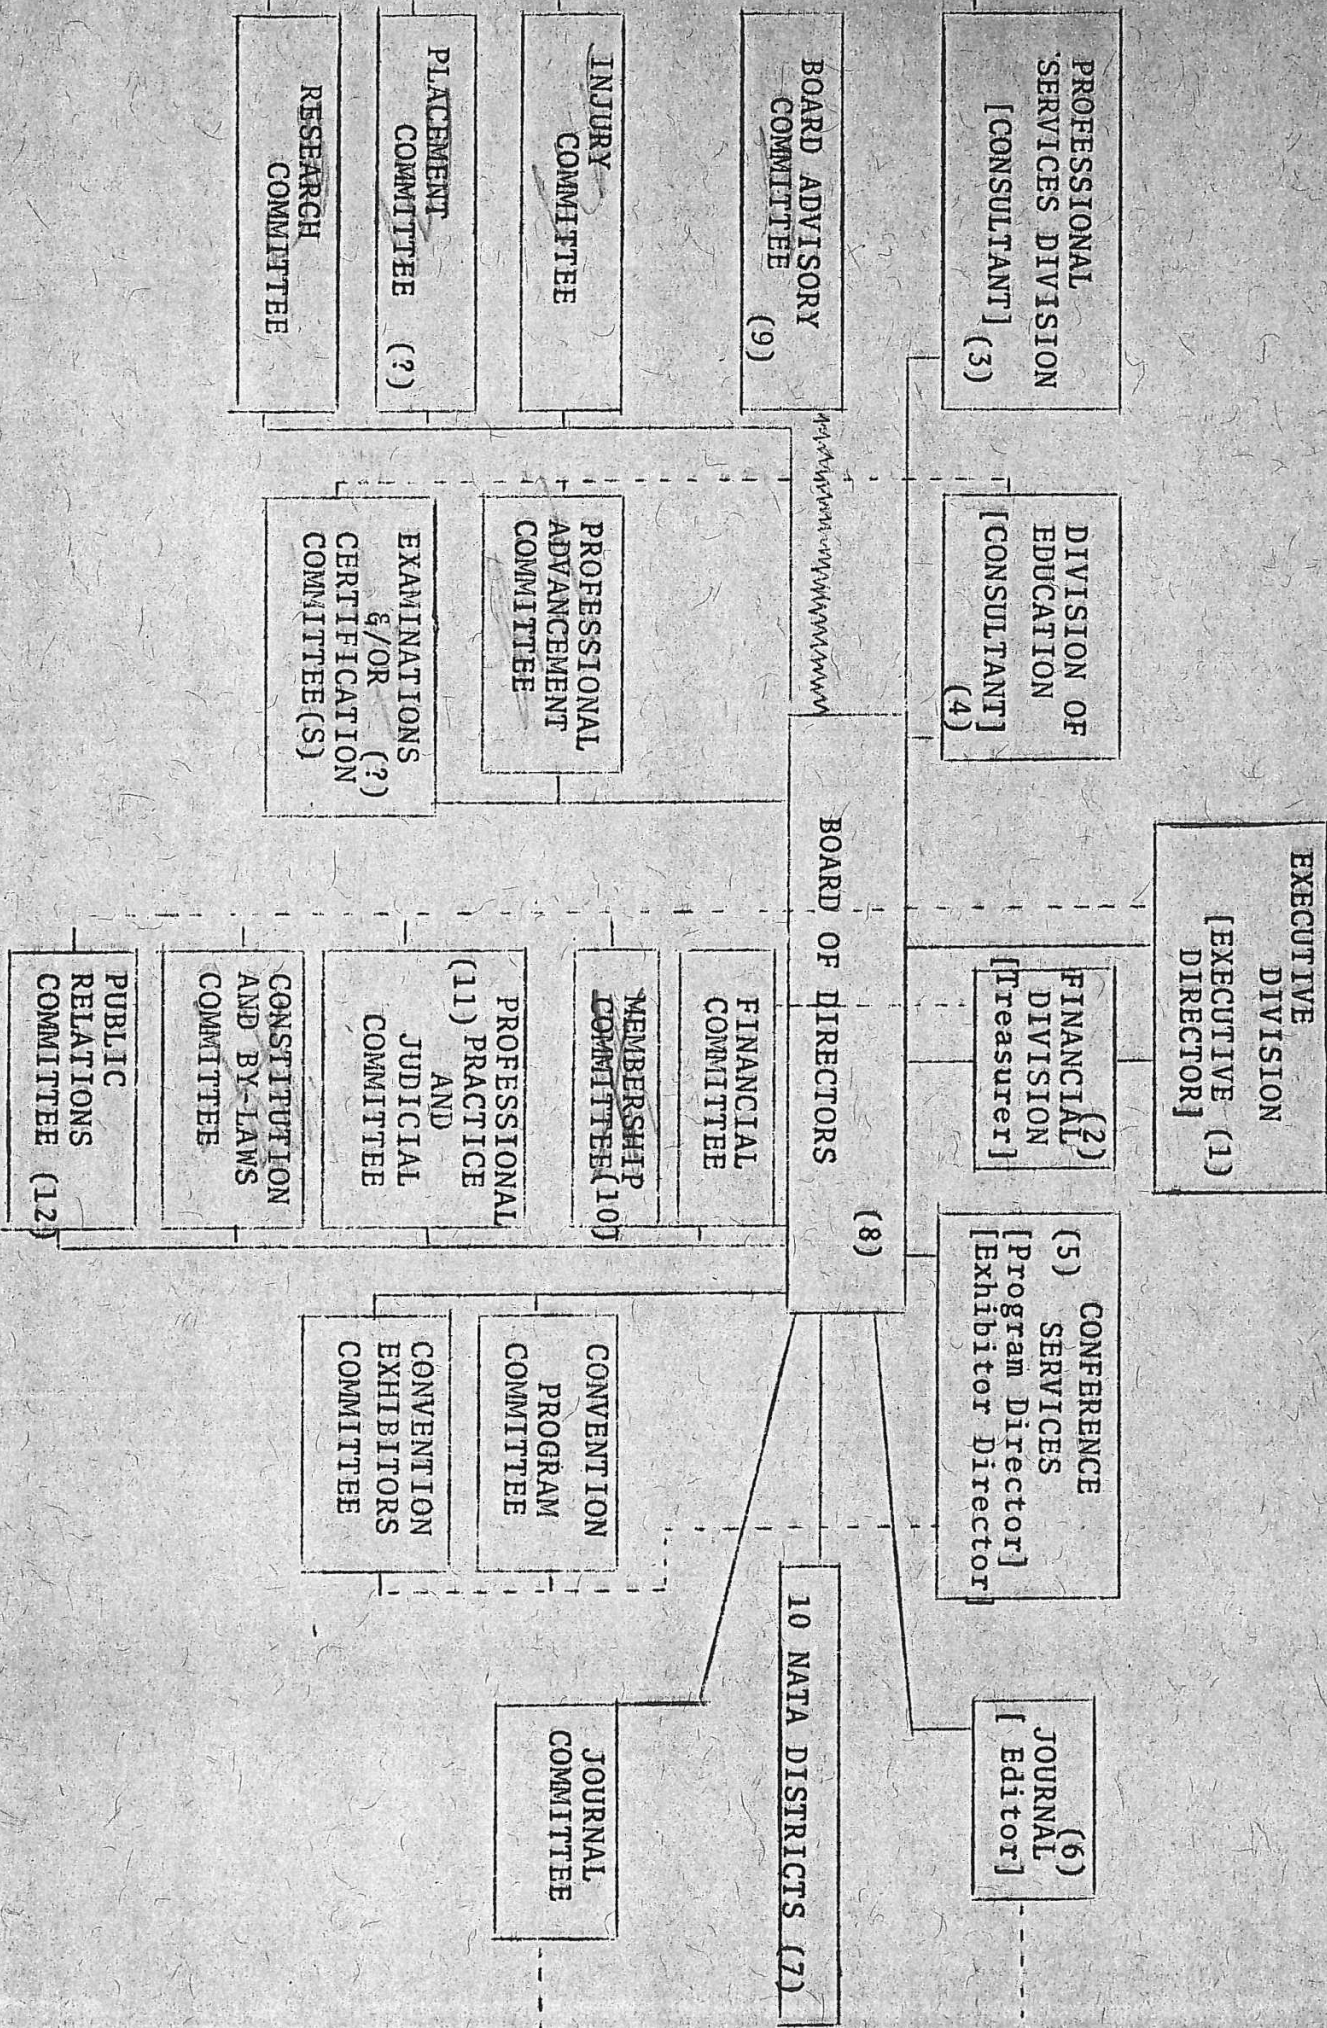 EXECUTIVE
DIVISION
[EXECUTIVE (1)
DIRECTOR]
PROFESSIONAL
SERVICES DIVISION
[CONSULTANT] (3)
DIVISION OF
EDUCATION
[CONSULTANT]
(4)
(2)
FINANCIAL
DIVISION
[Treasurer]
CONFERENCE
(5) SERVICES
[Program Director]
[Exhibitor Director]
(6)
JOURNAL
[ Editor]
BOARD ADVISORY
COMMITTEE
(9)
(8)
BOARD OF DIRECTORS
10 NATA DISTRICTS (7)
INJURY
COMMITTEE
PLACEMENT
COMMITTEE (?)
RESEARCH
COMMITTEE
PROFESSIONAL
ADVANCEMENT
COMMITTEE
EXAMINATIONS
&/OR (?)
CERTIFICATION
COMMITTEE(S)
FINANCIAL
COMMITTEE
MEMBERSHIP
COMMITTEE(10)
PROFESSIONAL
(11) PRACTICE
AND
JUDICIAL
COMMITTEE
CONSTITUTION
AND BY-LAWS
COMMITTEE
PUBLIC
RELATIONS
COMMITTEE (12)
CONVENTION
PROGRAM
COMMITTEE
CONVENTION
EXHIBITORS
COMMITTEE
JOURNAL
COMMITTEE